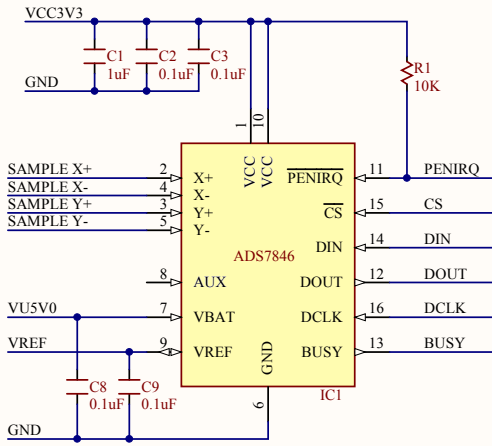 VCC3V3
C1 C2 C3
1uF 0.1uF 0.1uF
GND
R1
10K
1 10
VCC VCC
SAMPLE X+ 2 X+ PENIRQ 11 PENIRQ
SAMPLE X- 4 X-
SAMPLE Y+ 3 Y+ CS 15 CS
SAMPLE Y- 5 Y-
DIN 14 DIN
ADS7846
8 AUX DOUT 12 DOUT
VU5V0 7 VBAT DCLK 16 DCLK
VREF 9 VREF BUSY 13 BUSY
GND
C8 C9
0.1uF 0.1uF
6 IC1
GND